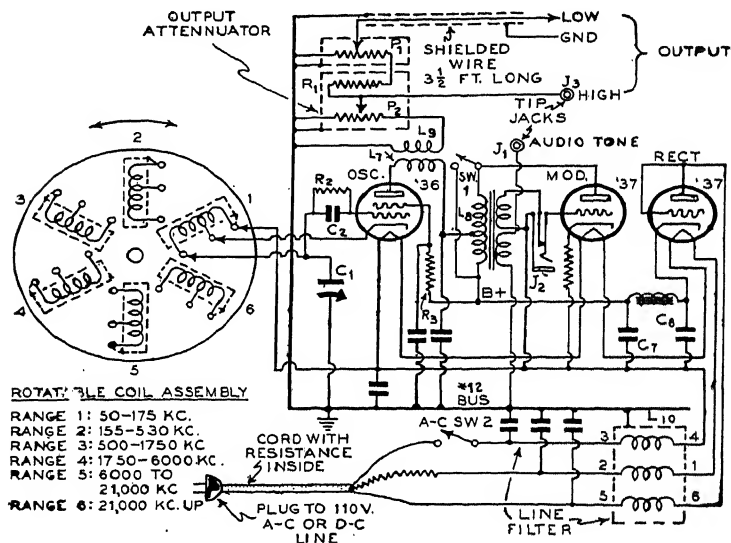 OUTPUT
ATTENNUATOR
LOW
GND
OUTPUT
SHIELDED
WIRE
3 1/2 FT. LONG
P1
R1
P2
J3
HIGH
TIP
JACKS
J1
AUDIO TONE
L9
L7
OSC.
'36
SW.
1
L8
MOD.
'37
RECT
'37
R2
C2
C1
R3
B+
J2
C7
C8
1
2
3
4
5
6
*12
BUS
A-C SW2
L10
3
4
2
1
5
6
LINE
FILTER
CORD WITH
RESISTANCE
INSIDE
PLUG TO 110V.
A-C OR D-C
LINE
ROTATABLE COIL ASSEMBLY
RANGE 1: 50-175 KC.
RANGE 2: 155-530 KC.
RANGE 3: 500-1750 KC
RANGE 4: 1750-6000 KC.
RANGE 5: 6000 TO
21,000 KC
RANGE 6: 21,000 KC. UP